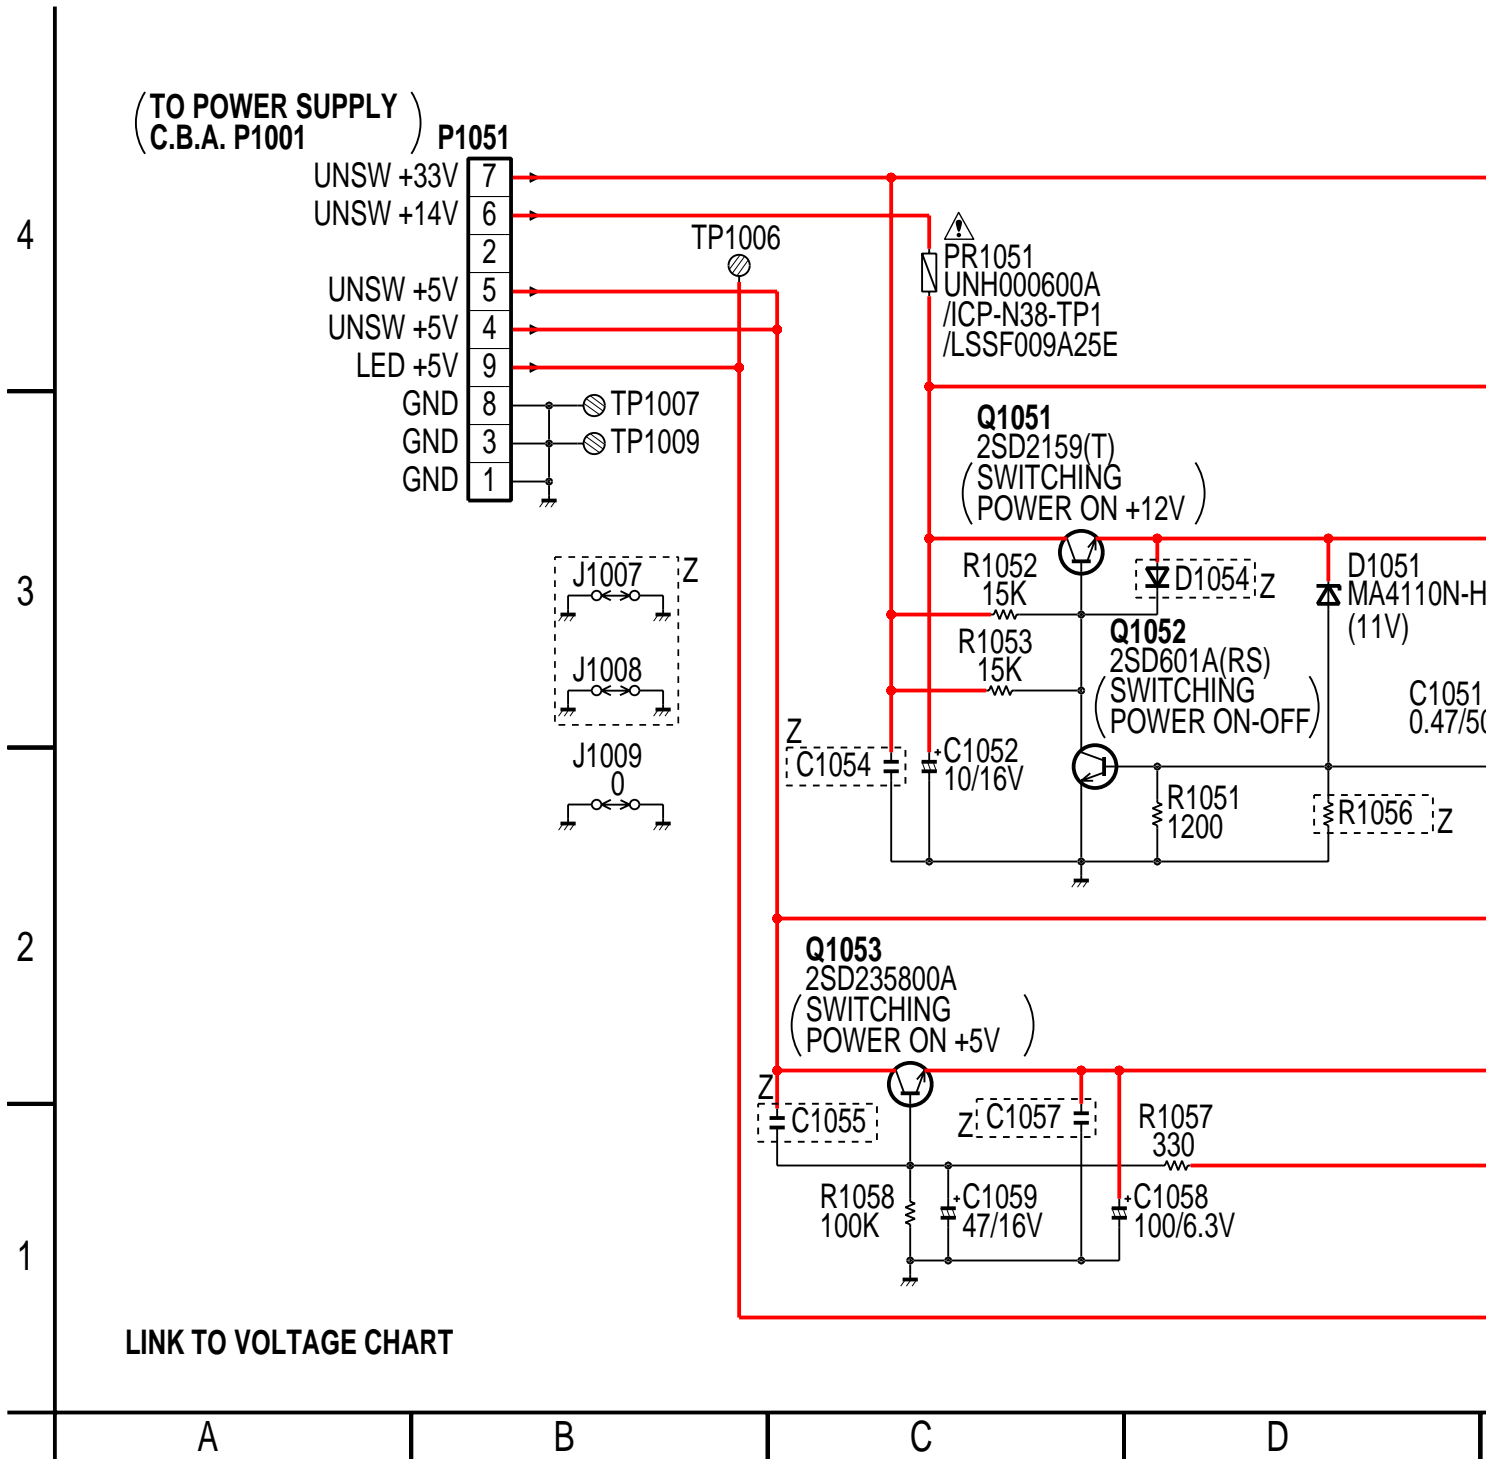 (TO POWER SUPPLY
C.B.A. P1001)
P1051
UNSW +33V 7
UNSW +14V 6
2
UNSW +5V 5
UNSW +5V 4
LED +5V 9
GND 8
GND 3
GND 1
TP1006
TP1007
TP1009
PR1051
UNH000600A
/ICP-N38-TP1
/LSSF009A25E
Q1051
2SD2159(T)
(SWITCHING
POWER ON +12V)
R1052
15K
D1054
Z
D1051
MA4110N-H
(11V)
R1053
15K
Q1052
2SD601A(RS)
(SWITCHING
POWER ON-OFF)
C1051
J1007
Z
J1008
J1009
0
Z
C1054
+
C1052
10/16V
R1051
1200
R1056
Z
Q1053
2SD235800A
(SWITCHING
POWER ON +5V)
Z
C1055
Z
C1057
R1057
330
R1058
100K
+
C1059
47/16V
+
C1058
100/6.3V
LINK TO VOLTAGE CHART
4
3
2
1
A
B
C
D